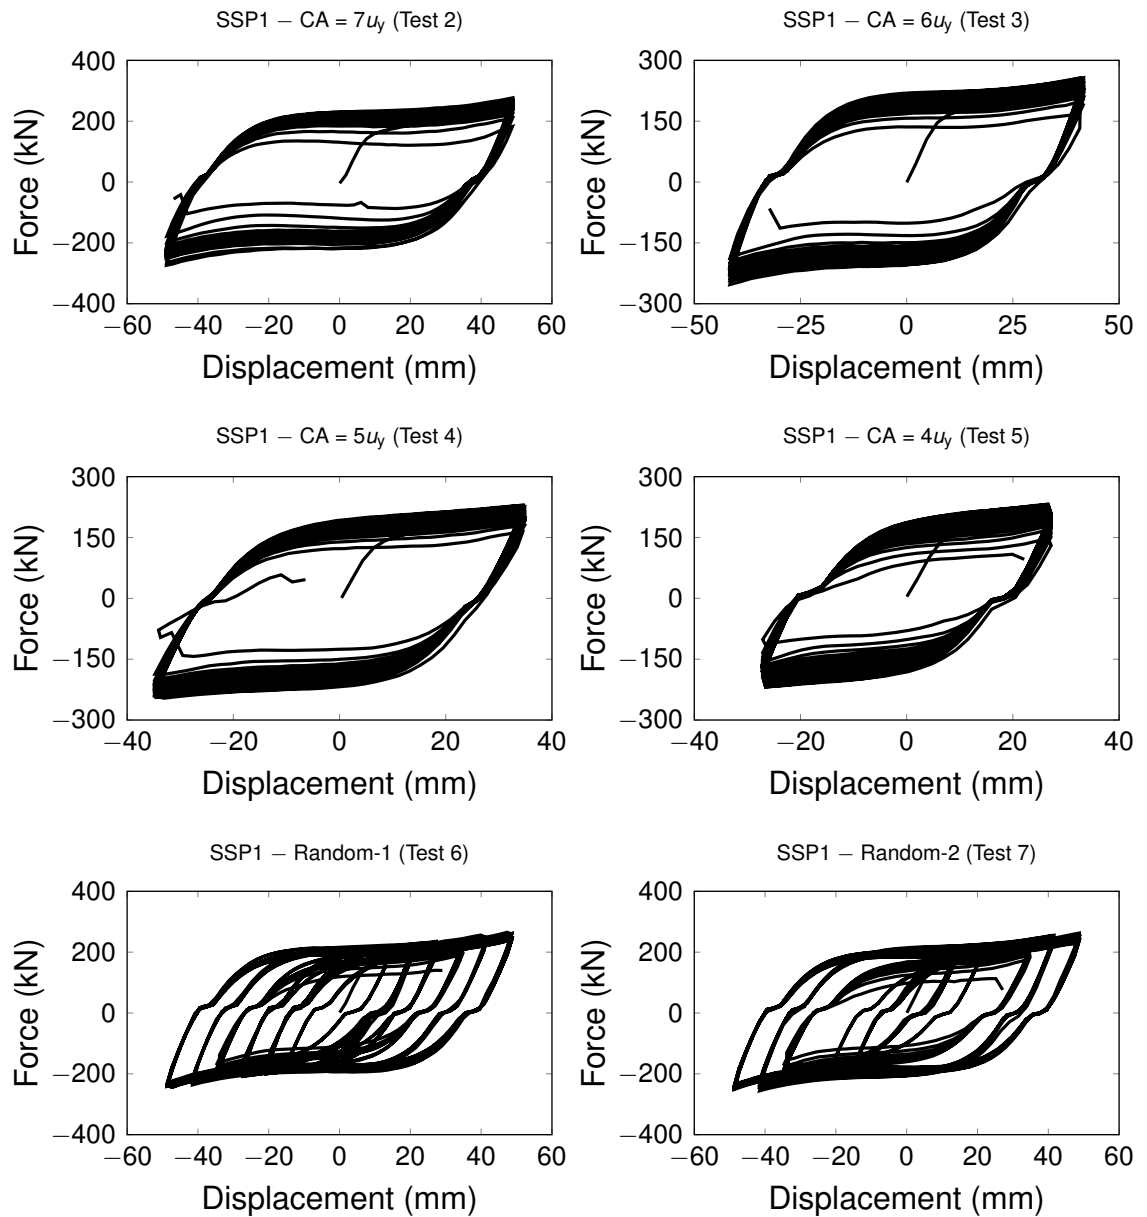 SSP1 − CA = 7uy (Test 2)
SSP1 − CA = 6uy (Test 3)
400
200
0
−200
−400
Force (kN)
−60 −40 −20 0 20 40 60
Displacement (mm)
300
150
0
−150
−300
Force (kN)
−50 −25 0 25 50
Displacement (mm)
SSP1 − CA = 5uy (Test 4)
SSP1 − CA = 4uy (Test 5)
300
150
0
−150
−300
Force (kN)
−40 −20 0 20 40
Displacement (mm)
300
150
0
−150
−300
Force (kN)
−40 −20 0 20 40
Displacement (mm)
SSP1 − Random-1 (Test 6)
SSP1 − Random-2 (Test 7)
400
200
0
−200
−400
Force (kN)
−60 −40 −20 0 20 40 60
Displacement (mm)
400
200
0
−200
−400
Force (kN)
−60 −40 −20 0 20 40 60
Displacement (mm)